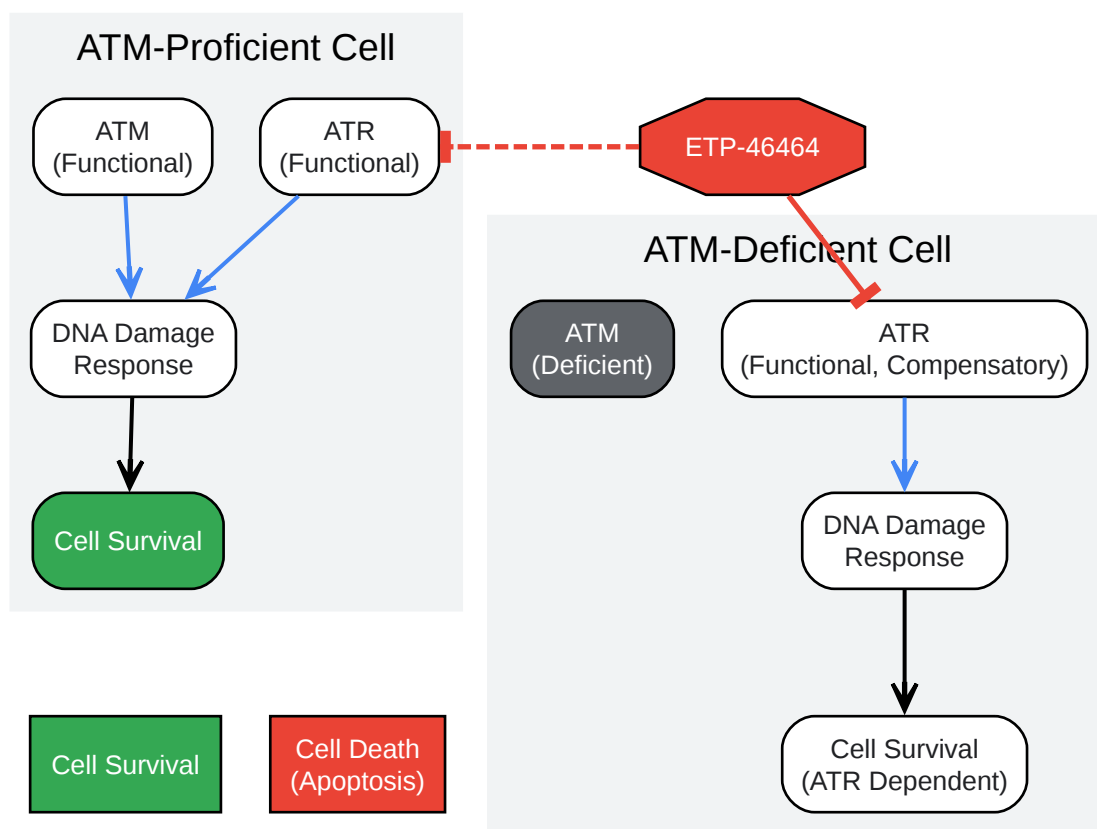 ATM-Proficient Cell
ATM
(Functional)
ATR
(Functional)
ETP-46464
DNA Damage
Response
Cell Survival
ATM-Deficient Cell
ATM
(Deficient)
ATR
(Functional, Compensatory)
DNA Damage
Response
Cell Survival
(ATR Dependent)
Cell Survival
Cell Death
(Apoptosis)